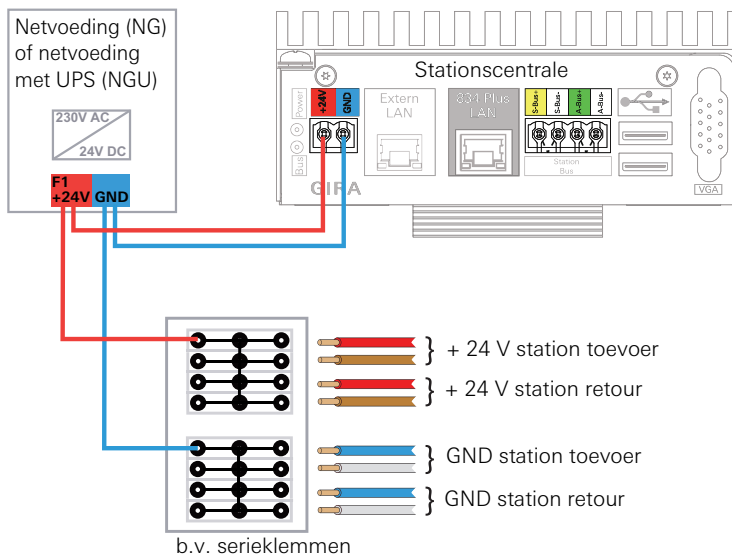 Netvoeding (NG)
of netvoeding
met UPS (NGU)
230V AC
24V DC
F1
+24V GND
Stationscentrale
Power
Bus
+24V
GND
Extern
LAN
834 Plus
LAN
S-Bus+
S-Bus-
A-Bus+
A-Bus-
Station
Bus
VGA
GIRA
+ 24 V station toevoer
+ 24 V station retour
GND station toevoer
GND station retour
b.v. serieklemmen